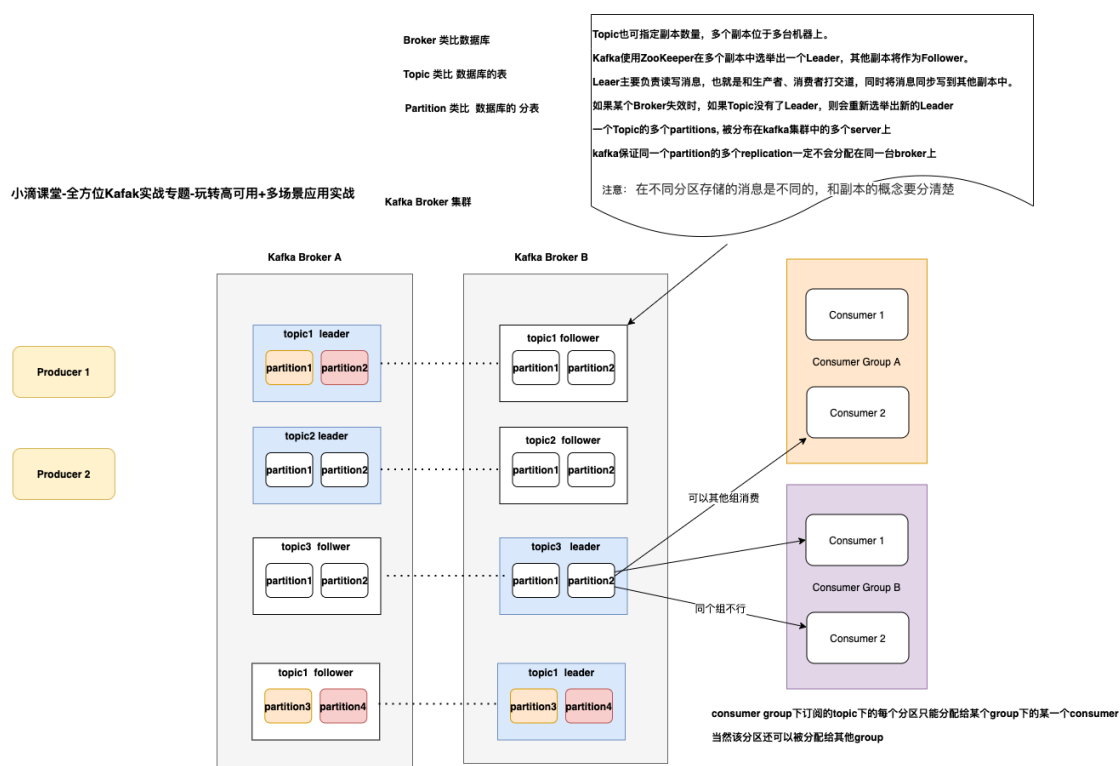 Broker 类比数据库
Topic 类比 数据库的表
Partition 类比 数据库的 分表
Topic也可指定副本数量，多个副本位于多台机器上。
Kafka使用ZooKeeper在多个副本中选举出一个Leader，其他副本将作为Follower。
Leaer主要负责读写消息，也就是和生产者、消费者打交道，同时将消息同步写到其他副本中。
如果某个Broker失效时，如果Topic没有了Leader，则会重新选举出新的Leader
一个Topic的多个partitions, 被分布在kafka集群中的多个server上
kafka保证同一个partition的多个replication一定不会分配在同一台broker上
注意： 在不同分区存储的消息是不同的，和副本的概念要分清楚
小滴课堂-全方位Kafak实战专题-玩转高可用+多场景应用实战
Kafka Broker 集群
Kafka Broker A
Kafka Broker B
Producer 1
Producer 2
topic1 leader
partition1 partition2
topic1 follower
partition1 partition2
topic2 leader
partition1 partition2
topic2 follower
partition1 partition2
topic3 follwer
partition1 partition2
topic3 leader
partition1 partition2
topic1 follower
partition3 partition4
topic1 leader
partition3 partition4
Consumer 1
Consumer Group A
Consumer 2
可以其他组消费
Consumer 1
Consumer Group B
同个组不行
Consumer 2
consumer group下订阅的topic下的每个分区只能分配给某个group下的某一个consumer
当然该分区还可以被分配给其他group